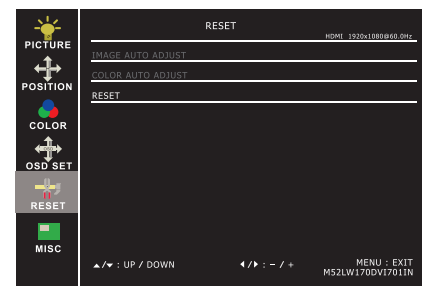 RESET
HDMI 1920x1080@60.0Hz
PICTURE
IMAGE AUTO ADJUST
COLOR AUTO ADJUST
POSITION
RESET
COLOR
OSD SET
RESET
MISC
▲/▼ : UP / DOWN
◀/▶ : - / +
MENU : EXIT
M52LW170DVI701IN